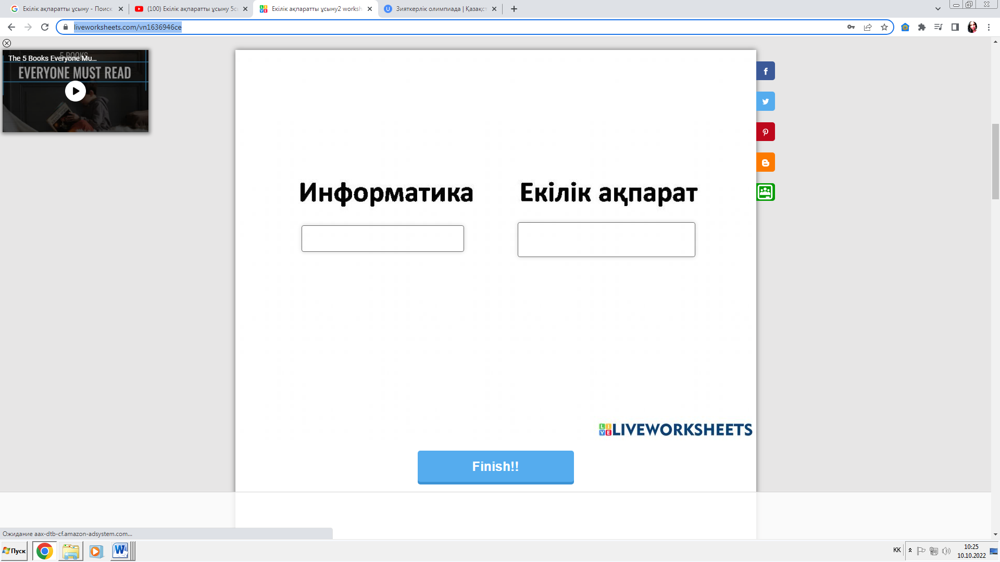 Екілік ақпаратты ұсыну - Поиск
(100) Екілік ақпаратты ұсыну 5сы
Екілік ақпаратты ұсыну2 worksh
Зияткерлік олимпиада | Қазақст
liveworksheets.com/vn1636946ce
The 5 Books Everyone Mu...
5 BOOKS
EVERYONE MUST READ
Информатика
Екілік ақпарат
LIVEWORKSHEETS
Finish!!
Ожидание aax-dtb-cf.amazon-adsystem.com...
Пуск
KK
10:25
10.10.2022